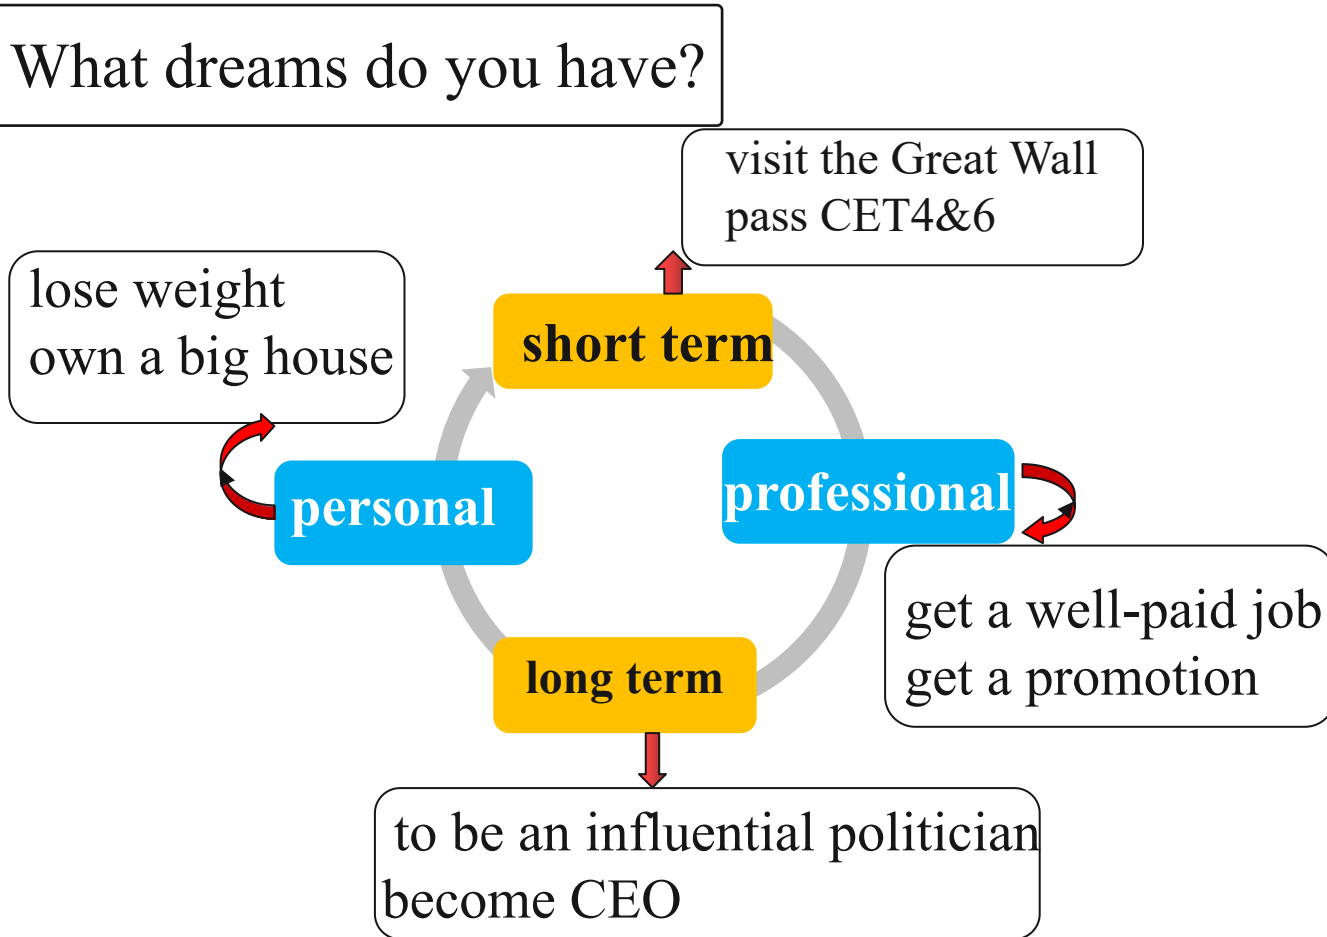 What dreams do you have?
visit the Great Wall
pass CET4&6
lose weight
own a big house
short term
personal
professional
get a well-paid job
get a promotion
long term
to be an influential politician
become CEO